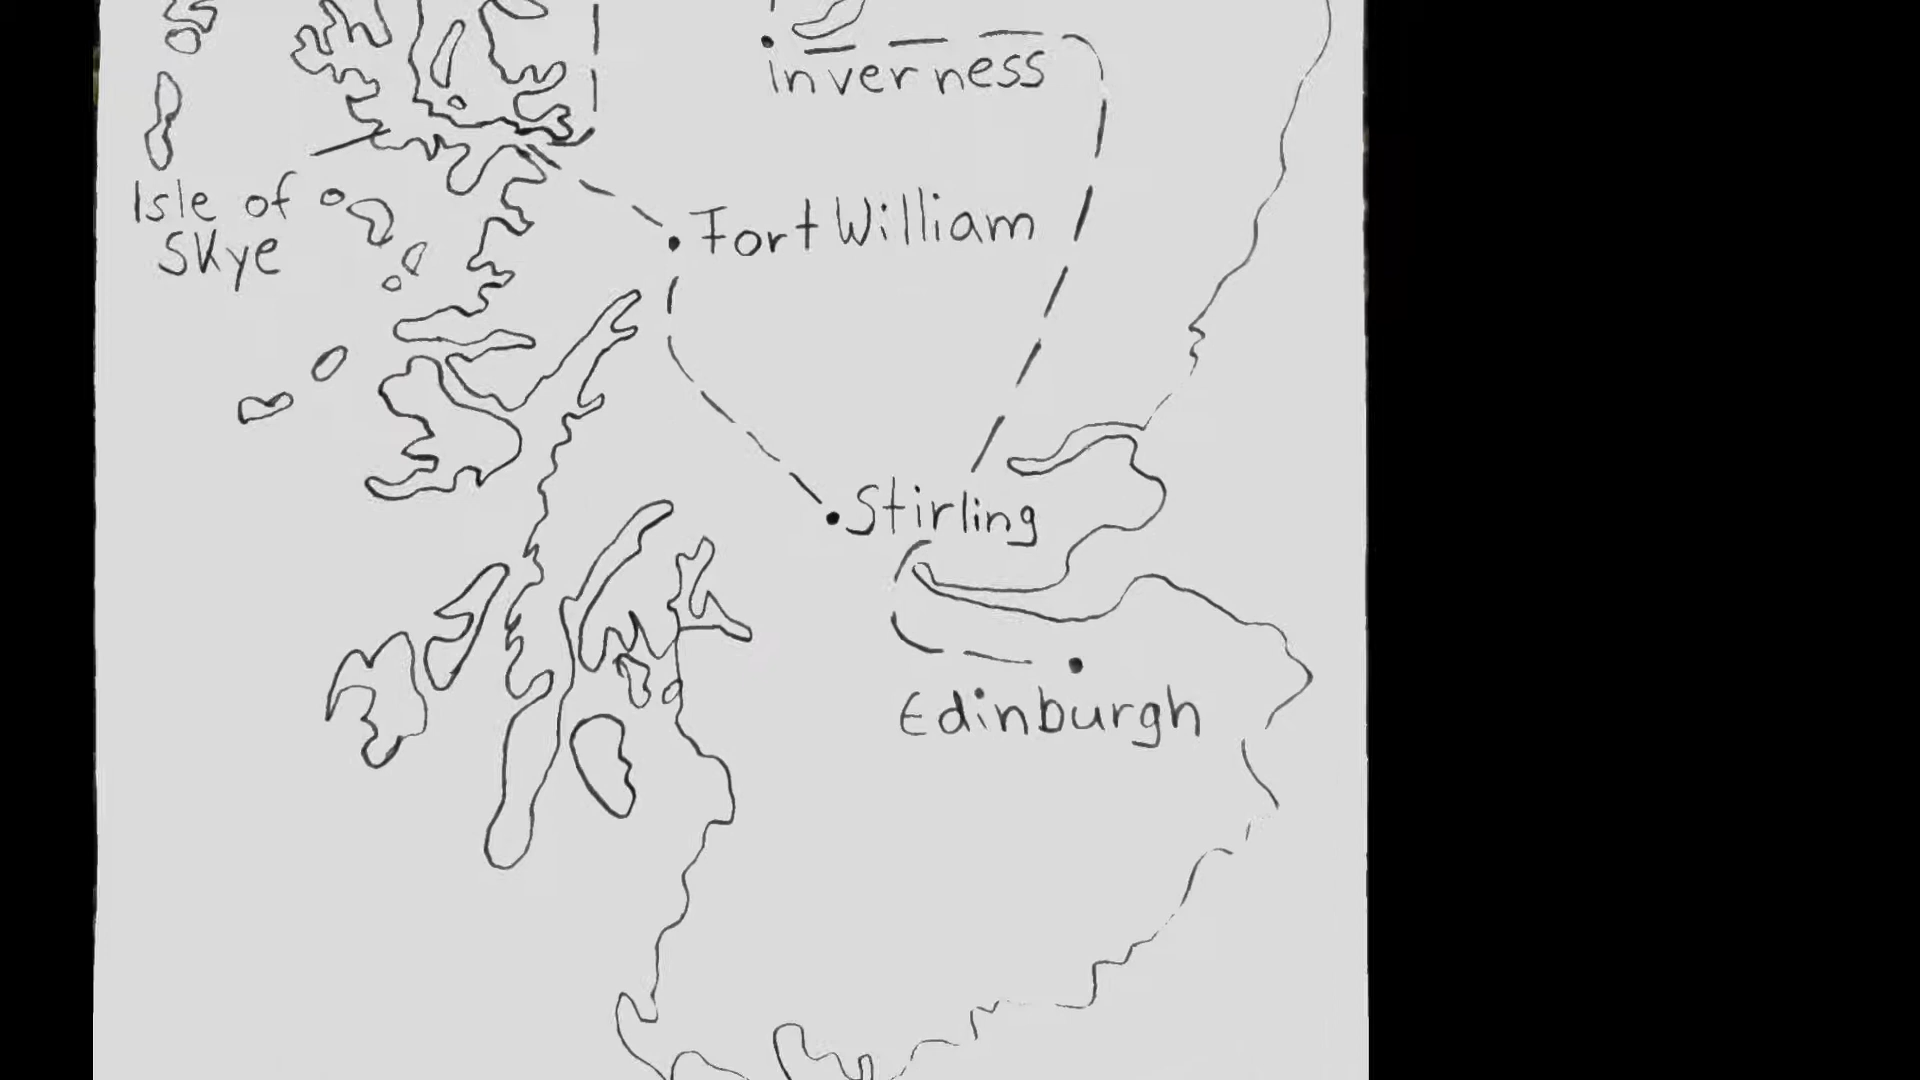 inverness
Isle of
Skye
Fort William
Stirling
Edinburgh